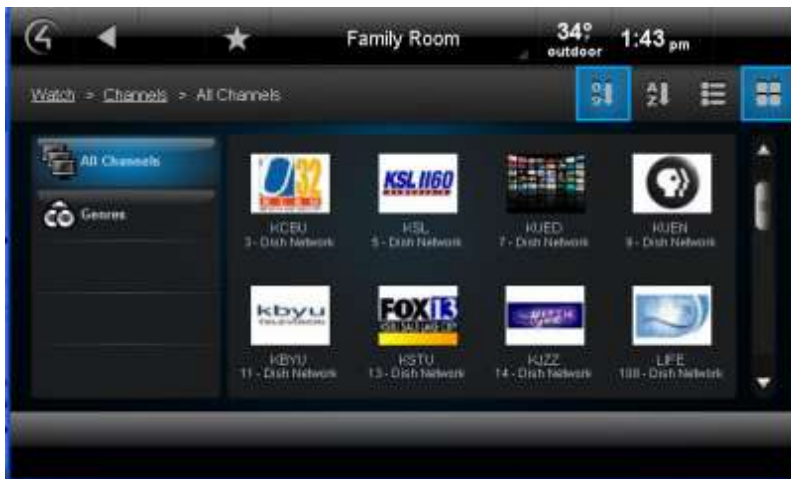 Family Room
34° outdoor
1:43 pm
Watch > Channels > All Channels
All Channels
Genres
KCBU
3 - Dish Network
KSL
5 - Dish Network
KUED
7 - Dish Network
KUEN
9 - Dish Network
kbyu
TELEVISION
FOX 13
KBYU
11 - Dish Network
KSTU
13 - Dish Network
KJZZ
14 - Dish Network
LIFE
108 - Dish Network
32
KSL 1160